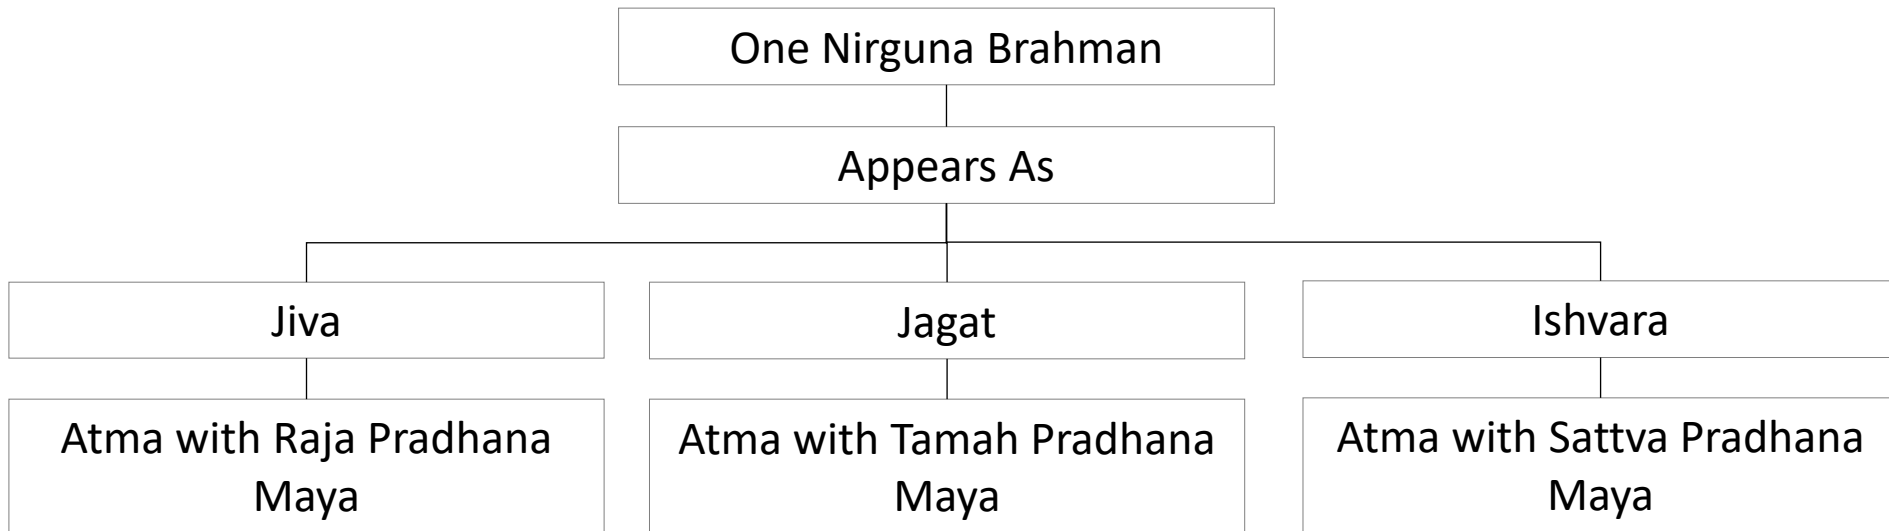 One Nirguna Brahman
Appears As
Jiva
Jagat
Ishvara
Atma with Raja Pradhana
Maya
Atma with Tamah Pradhana
Maya
Atma with Sattva Pradhana
Maya